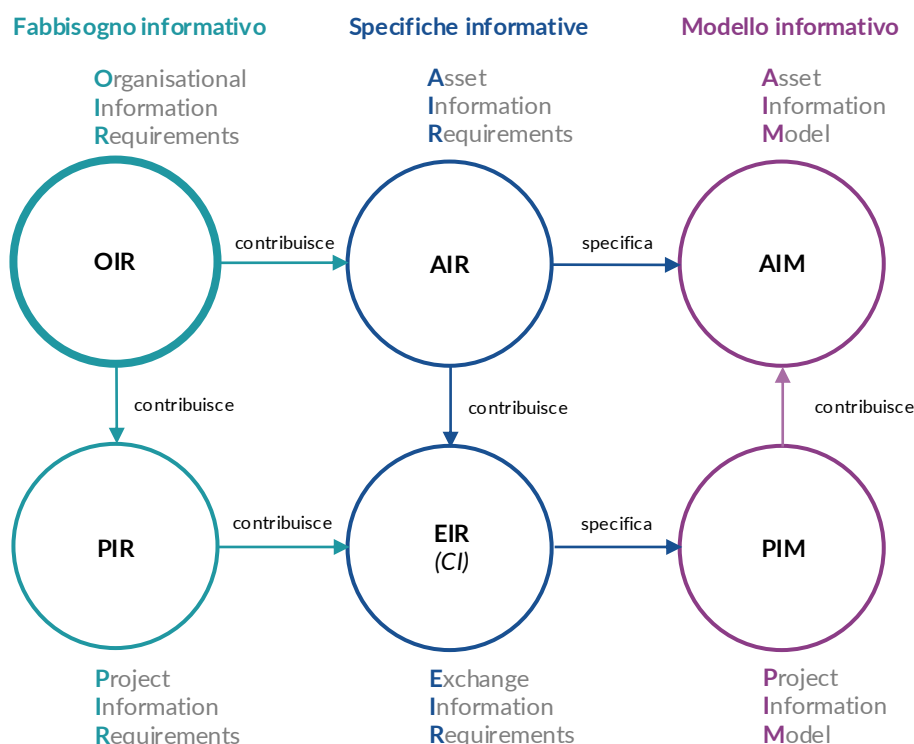 Fabbisogno informativo
Specifiche informative
Modello informativo
Organisational
Information
Requirements
Asset
Information
Requirements
Asset
Information
Model
OIR
contribuisce
AIR
specifica
AIM
contribuisce
contribuisce
contribuisce
PIR
contribuisce
EIR
(CI)
specifica
PIM
Project
Information
Requirements
Exchange
Information
Requirements
Project
Information
Model